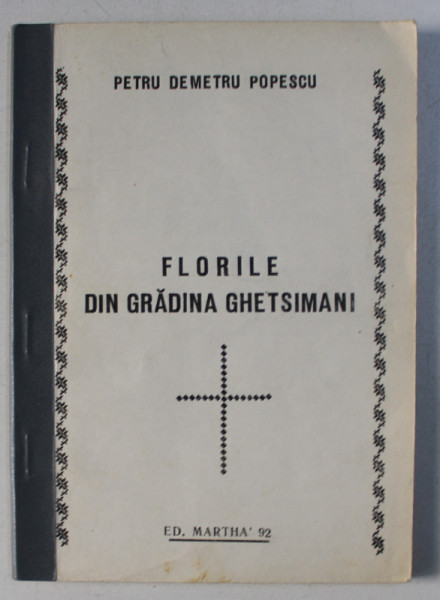 PETRU DEMETRU POPESCU
FLORILE
DIN GRĂDINA GHETSIMANI
ED. MARTHA' 92